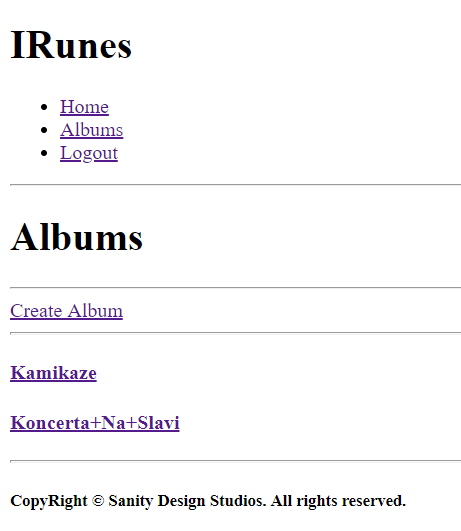 IRunes
Home
Albums
Logout
Albums
Create Album
Kamikaze
Koncerta+Na+Slavi
CopyRight © Sanity Design Studios. All rights reserved.